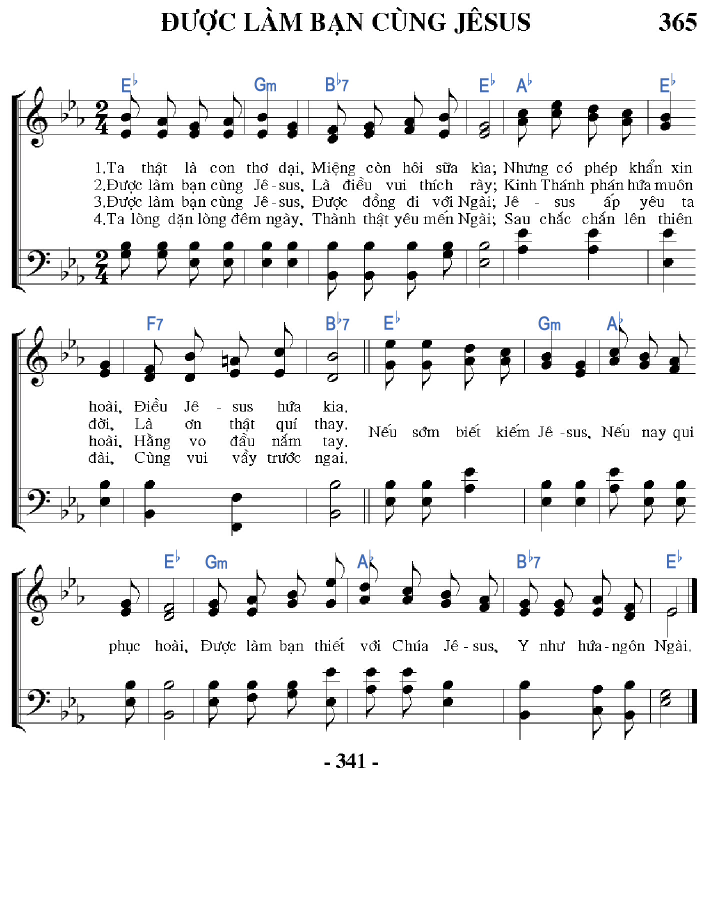 ĐƯỢC LÀM BẠN CÙNG JÊSUS 365
E♭ Gm B♭7 E♭ A♭ E♭
1.Ta thật là con thơ dại, Miệng còn hôi sữa kìa; Nhưng có phép khẩn xin
2.Được làm bạn cùng Jê-sus, Là điều vui thích rày; Kinh Thánh phán hứa muôn
3.Được làm bạn cùng Jê-sus, Được đồng đi với Ngài; Jê - sus ấp yêu ta
4.Ta lòng dặn lòng đêm ngày, Thành thật yêu mến Ngài; Sau chắc chắn lên thiên
F7 B♭7 E♭ Gm A♭
hoài, Điều Jê - sus hứa kia.
đời, Là ơn thật quí thay.
hoài. Hằng vo đầu nắm tay.
đài, Cùng vui vầy trước ngai.
Nếu sớm biết kiếm Jê-sus, Nếu nay qui
E♭ Gm A♭ B♭7 E♭
phục hoài, Được làm bạn thiết với Chúa Jê-sus, Y như hứa-ngôn Ngài.
- 341 -